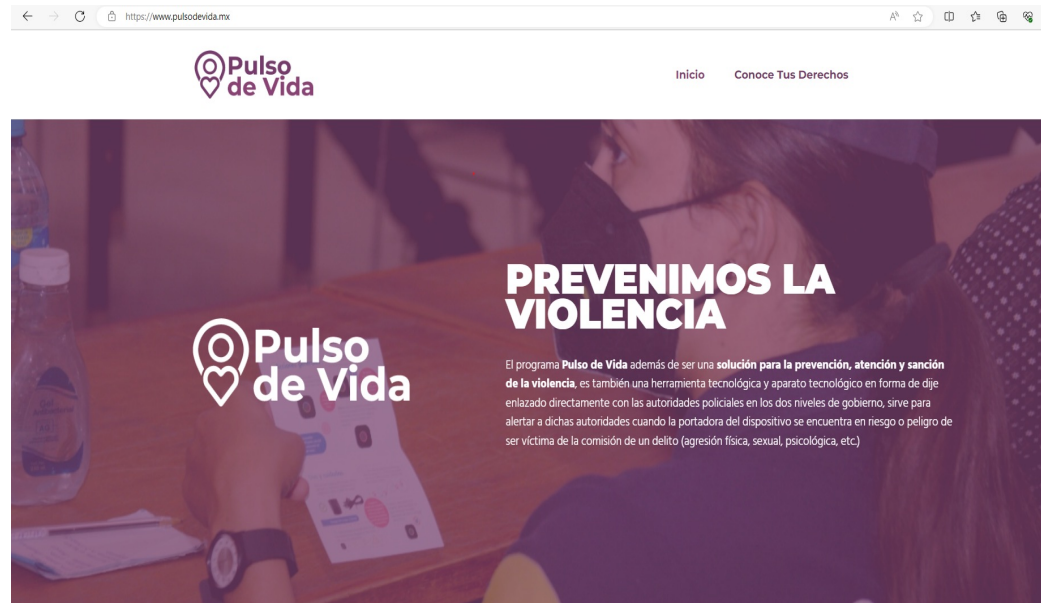 https://www.pulsodevida.mx
Pulso
de Vida
Inicio
Conoce Tus Derechos
PREVENIMOS LA
VIOLENCIA
Pulso
de Vida
El programa Pulso de Vida además de ser una solución para la prevención, atención y sanción
de la violencia, es también una herramienta tecnológica y aparato tecnológico en forma de dije
enlazado directamente con las autoridades policiales en los dos niveles de gobierno, sirve para
alertar a dichas autoridades cuando la portadora del dispositivo se encuentra en riesgo o peligro de
ser víctima de la comisión de un delito (agresión física, sexual, psicológica, etc.)